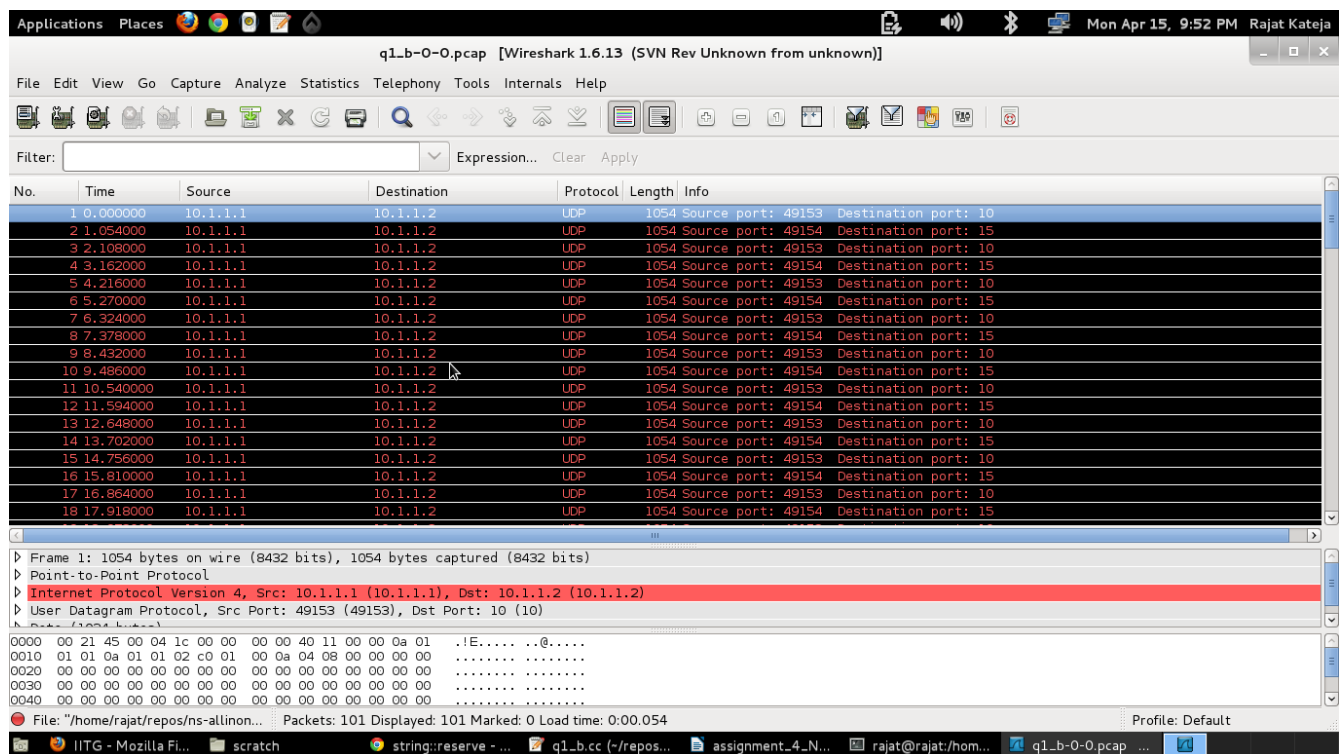 Applications Places Mon Apr 15, 9:52 PM Rajat Kateja
q1_b-0-0.pcap [Wireshark 1.6.13 (SVN Rev Unknown from unknown)]
File Edit View Go Capture Analyze Statistics Telephony Tools Internals Help
Filter: Expression... Clear Apply
No. Time Source Destination Protocol Length Info
1 0.000000 10.1.1.1 10.1.1.2 UDP 1054 Source port: 49153 Destination port: 10
2 1.054000 10.1.1.1 10.1.1.2 UDP 1054 Source port: 49154 Destination port: 15
3 2.108000 10.1.1.1 10.1.1.2 UDP 1054 Source port: 49153 Destination port: 10
4 3.162000 10.1.1.1 10.1.1.2 UDP 1054 Source port: 49154 Destination port: 15
5 4.216000 10.1.1.1 10.1.1.2 UDP 1054 Source port: 49153 Destination port: 10
6 5.270000 10.1.1.1 10.1.1.2 UDP 1054 Source port: 49154 Destination port: 15
7 6.324000 10.1.1.1 10.1.1.2 UDP 1054 Source port: 49153 Destination port: 10
8 7.378000 10.1.1.1 10.1.1.2 UDP 1054 Source port: 49154 Destination port: 15
9 8.432000 10.1.1.1 10.1.1.2 UDP 1054 Source port: 49153 Destination port: 10
10 9.486000 10.1.1.1 10.1.1.2 UDP 1054 Source port: 49154 Destination port: 15
11 10.540000 10.1.1.1 10.1.1.2 UDP 1054 Source port: 49153 Destination port: 10
12 11.594000 10.1.1.1 10.1.1.2 UDP 1054 Source port: 49154 Destination port: 15
13 12.648000 10.1.1.1 10.1.1.2 UDP 1054 Source port: 49153 Destination port: 10
14 13.702000 10.1.1.1 10.1.1.2 UDP 1054 Source port: 49154 Destination port: 15
15 14.756000 10.1.1.1 10.1.1.2 UDP 1054 Source port: 49153 Destination port: 10
16 15.810000 10.1.1.1 10.1.1.2 UDP 1054 Source port: 49154 Destination port: 15
17 16.864000 10.1.1.1 10.1.1.2 UDP 1054 Source port: 49153 Destination port: 10
18 17.918000 10.1.1.1 10.1.1.2 UDP 1054 Source port: 49154 Destination port: 15
Frame 1: 1054 bytes on wire (8432 bits), 1054 bytes captured (8432 bits)
Point-to-Point Protocol
Internet Protocol Version 4, Src: 10.1.1.1 (10.1.1.1), Dst: 10.1.1.2 (10.1.1.2)
User Datagram Protocol, Src Port: 49153 (49153), Dst Port: 10 (10)
Data (1024 bytes)
0000 00 21 45 00 04 1c 00 00 00 00 40 11 00 00 0a 01 .!E..... ..@.....
0010 01 01 0a 01 01 02 c0 01 00 0a 04 08 00 00 00 00 ........ ........
0020 00 00 00 00 00 00 00 00 00 00 00 00 00 00 00 00 ........ ........
0030 00 00 00 00 00 00 00 00 00 00 00 00 00 00 00 00 ........ ........
0040 00 00 00 00 00 00 00 00 00 00 00 00 00 00 00 00 ........ ........
File: "/home/rajat/repos/ns-allinon... Packets: 101 Displayed: 101 Marked: 0 Load time: 0:00.054 Profile: Default
IITG - Mozilla Fi... scratch string::reserve - ... q1_b.cc (~/repos... assignment_4_N... rajat@rajat:/hom... q1_b-0-0.pcap ...